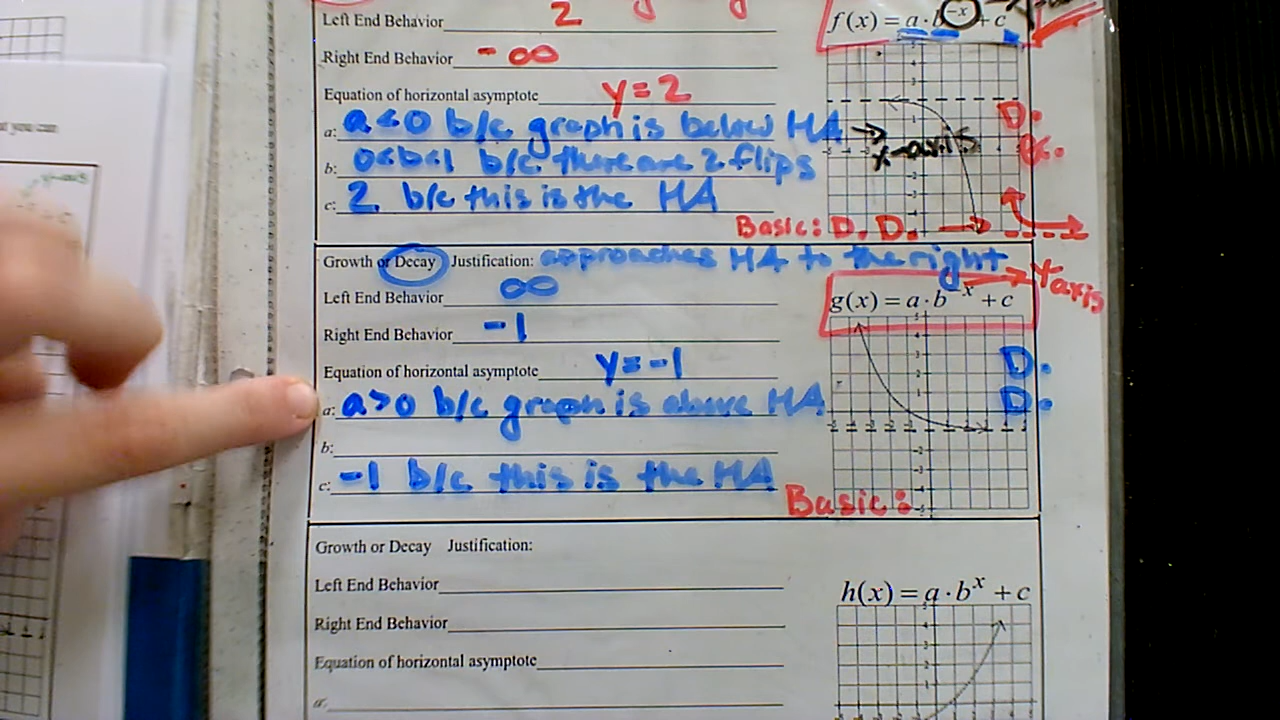 Left End Behavior 2
f(x) = a · b^-x + c
Right End Behavior -∞
Equation of horizontal asymptote y=2
a: a<0 b/c graph is below HA →
x-axis
D.
b: 0<b<1 b/c there are 2 flips
c: 2 b/c this is the HA
Basic: D. D.
Growth or Decay Justification: approaches HA to the right
Left End Behavior ∞
g(x) = a · b^-x + c
Y axis
Right End Behavior -1
Equation of horizontal asymptote y=-1
D.
D.
a: a>0 b/c graph is above HA
b:
c: -1 b/c this is the HA
Basic:
Growth or Decay Justification:
Left End Behavior
h(x) = a · b^x + c
Right End Behavior
Equation of horizontal asymptote
a: